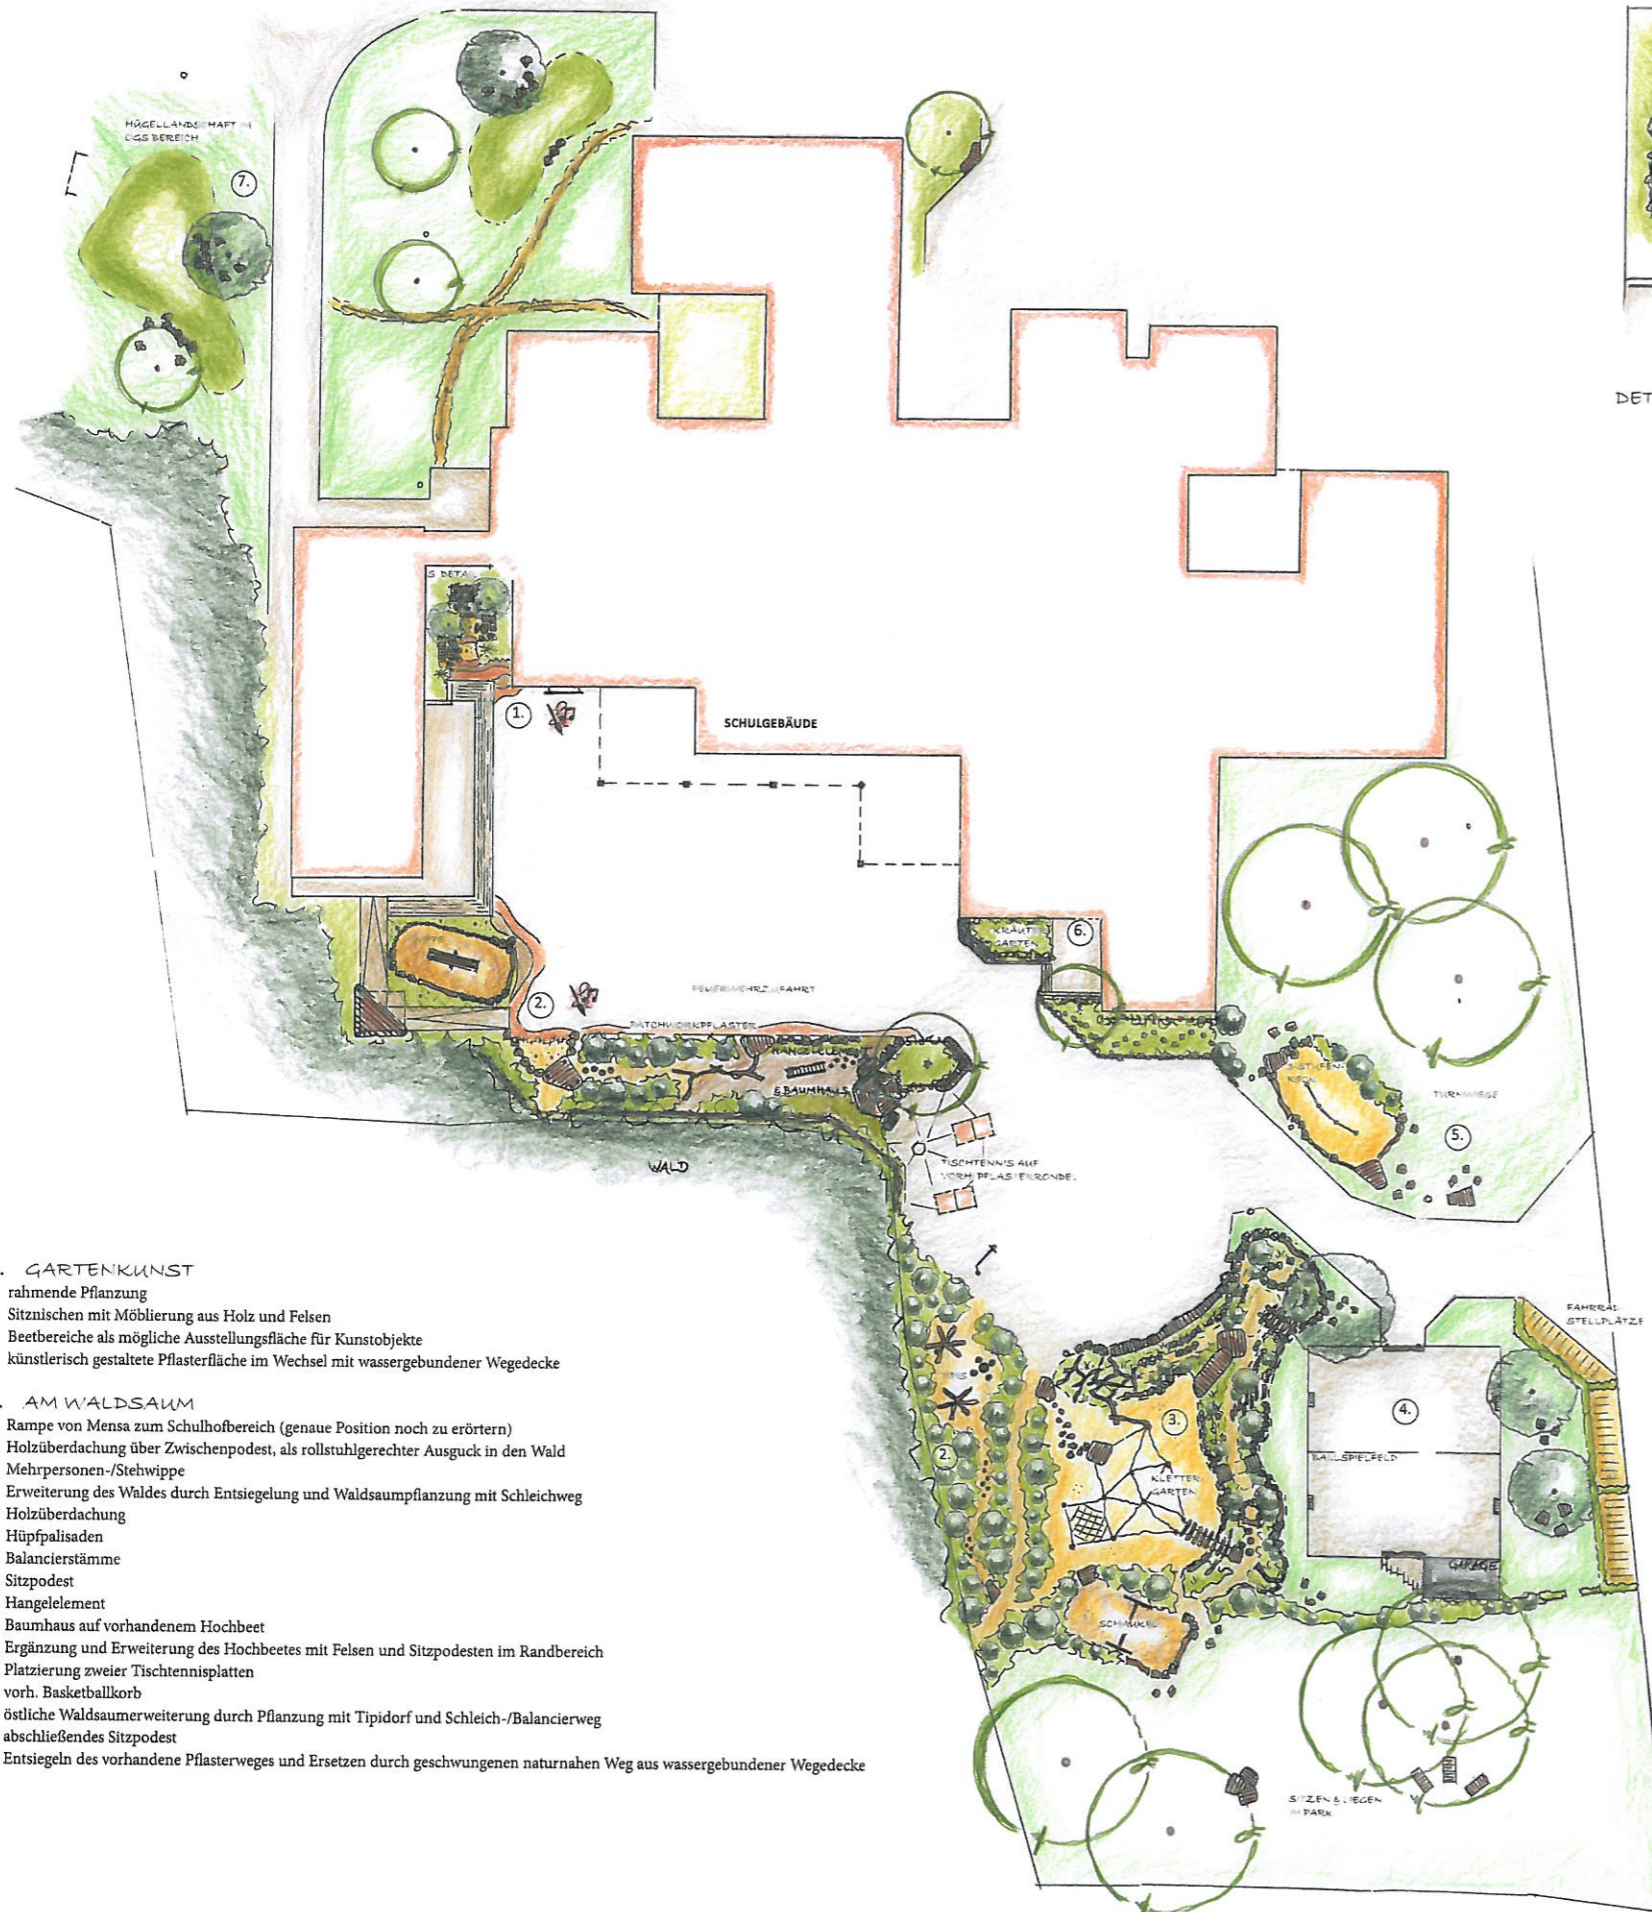 HÜGELLANDSCHAFT IM
OGS BEREICH
7.
DET
S DETAIL
1.
SCHULGEBÄUDE
KRÄUTER
GARTEN
6.
2.
FEUERWEHRZUFAHRT
PATCHWORKPFLASTER
HANGELELEMENT
& BAUMHAUS
TURNWIESE
5.
TISCHTENNIS AUF
VORH. PFLASTERRONDEL
WALD
. GARTENKUNST
rahmende Pflanzung
Sitznischen mit Möblierung aus Holz und Felsen
Beetbereiche als mögliche Ausstellungsfläche für Kunstobjekte
künstlerisch gestaltete Pflasterfläche im Wechsel mit wassergebundener Wegedecke
. AM WALDSAUM
Rampe von Mensa zum Schulhofbereich (genaue Position noch zu erörtern)
Holzüberdachung über Zwischenpodest, als rollstuhlgerechter Ausguck in den Wald
Mehrpersonen-/Stehwippe
Erweiterung des Waldes durch Entsiegelung und Waldsaumpflanzung mit Schleichweg
Holzüberdachung
Hüpfpalisaden
Balancierstämme
Sitzpodest
Hangelelement
Baumhaus auf vorhandenem Hochbeet
Ergänzung und Erweiterung des Hochbeetes mit Felsen und Sitzpodesten im Randbereich
Platzierung zweier Tischtennisplatten
vorh. Basketballkorb
östliche Waldsaumerweiterung durch Pflanzung mit Tipidorf und Schleich-/Balancierweg
abschließendes Sitzpodest
Entsiegeln des vorhandene Pflasterweges und Ersetzen durch geschwungenen naturnahen Weg aus wassergebundener Wegedecke
FAHRRAD
STELLPLÄTZE
3.
4.
2.
BALLSPIELFELD
KLETTER
GARTEN
GARAGE
SCHAUKEL
SITZEN & LIEGEN
IM PARK